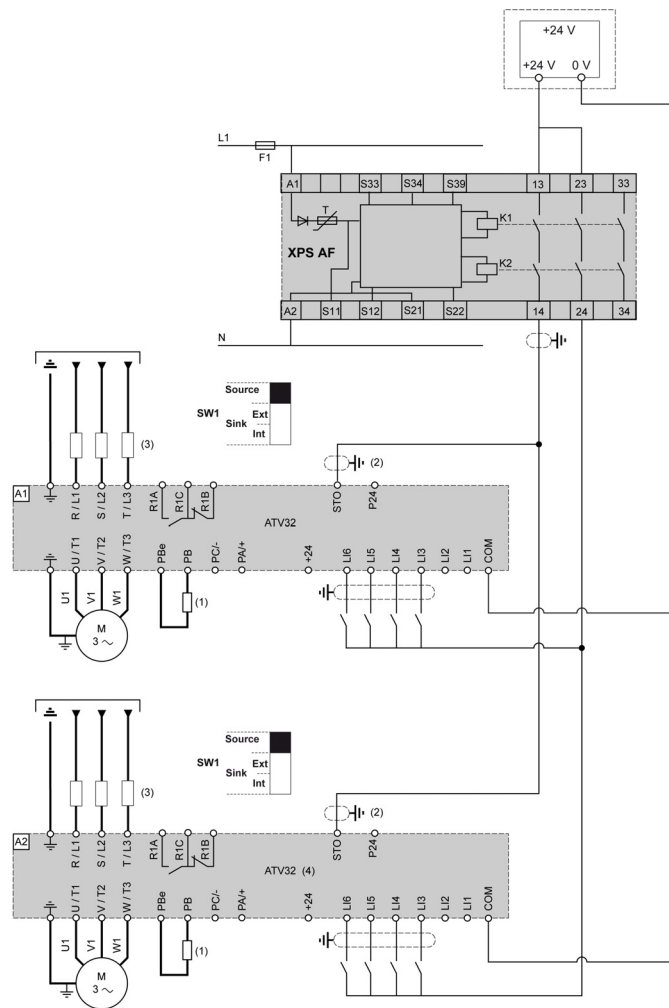 +24 V
+24 V 0 V
L1
F1
A1 S33 S34 S39 13 23 33
T
K1
XPS AF
K2
A2 S11 S12 S21 S22 14 24 34
N
Source
SW1
Sink
Ext
Int
(3)
(2)
A1
R / L1 S / L2 T / L3 R1A R1C R1B STO P24
ATV32
U / T1 V / T2 W / T3 PBe PB PC/- PA/+ +24 LI6 LI5 LI4 LI3 LI2 LI1 COM
U1 V1 W1
(1)
M
3 ~
Source
SW1
Sink
Ext
Int
(3)
(2)
A2
R / L1 S / L2 T / L3 R1A R1C R1B STO P24
ATV32 (4)
U / T1 V / T2 W / T3 PBe PB PC/- PA/+ +24 LI6 LI5 LI4 LI3 LI2 LI1 COM
U1 V1 W1
(1)
M
3 ~